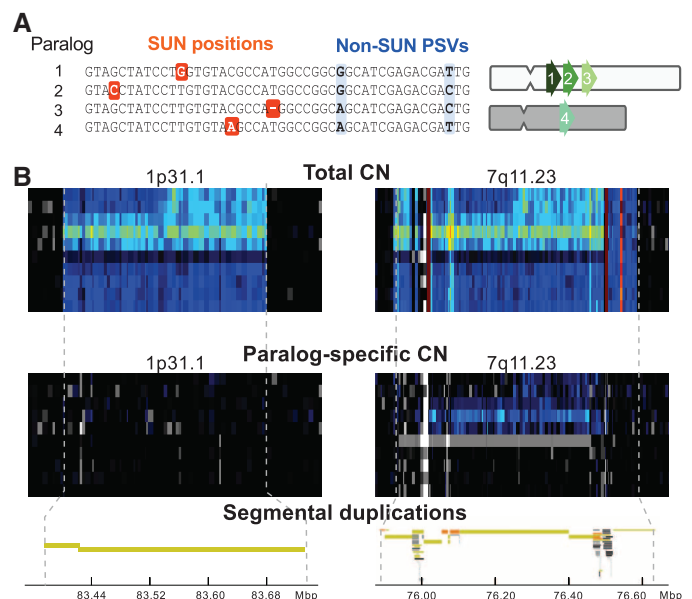 A
Paralog SUN positions Non-SUN PSVs
1 GTAGCTATCCTGGTGTACGCCATGGCCGGCGGCATCGAGACGATTG
2 GTACCTATCCTTGTGTACGCCATGGCCGGCGGCATCGAGACGACTG
3 GTAGCTATCCTTGTGTACGCCA-GGCCGGCAGCATCGAGACGACTG
4 GTAGCTATCCTTGTGTAAGCCATGGCCGGCAGCATCGAGACGATTG
1 2 3
4
B
Total CN
1p31.1 7q11.23
Paralog-specific CN
1p31.1 7q11.23
Segmental duplications
83.44 83.52 83.60 83.68 Mbp 76.00 76.20 76.40 76.60 Mbp